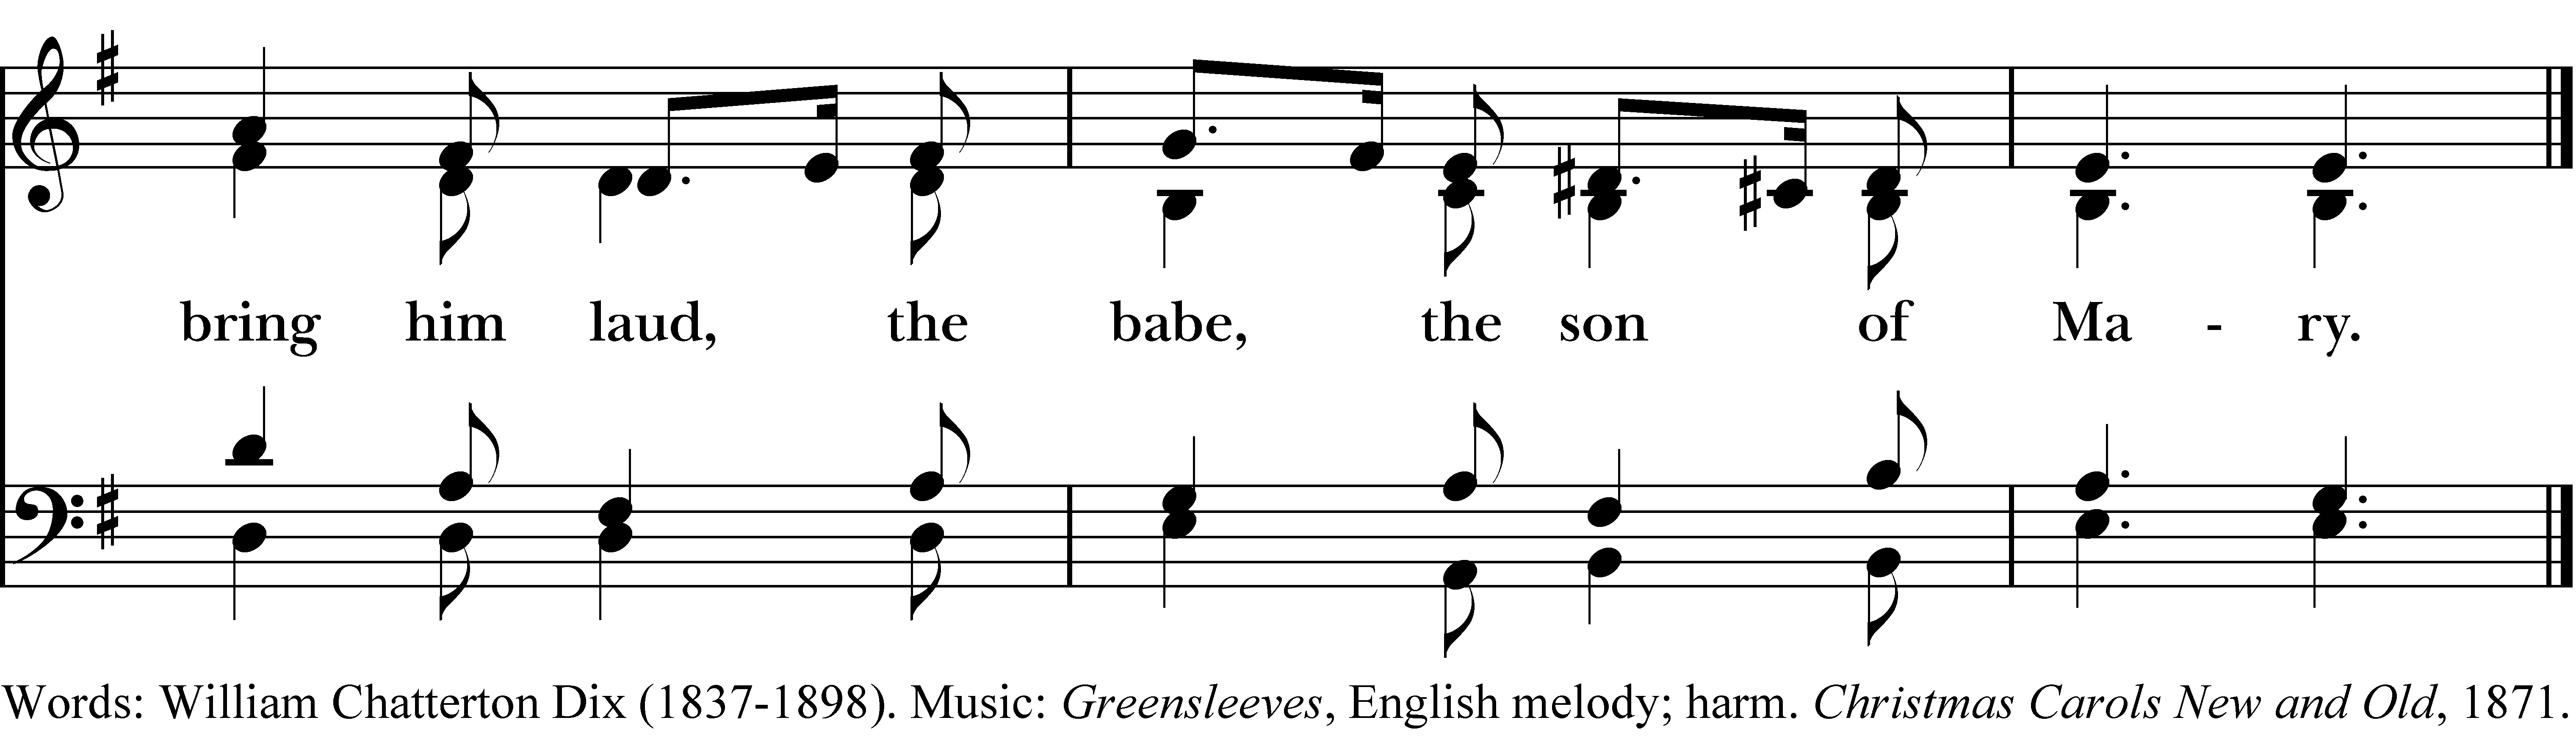 bring him laud, the babe, the son of Ma - ry.
Words: William Chatterton Dix (1837-1898). Music: Greensleeves, English melody; harm. Christmas Carols New and Old, 1871.